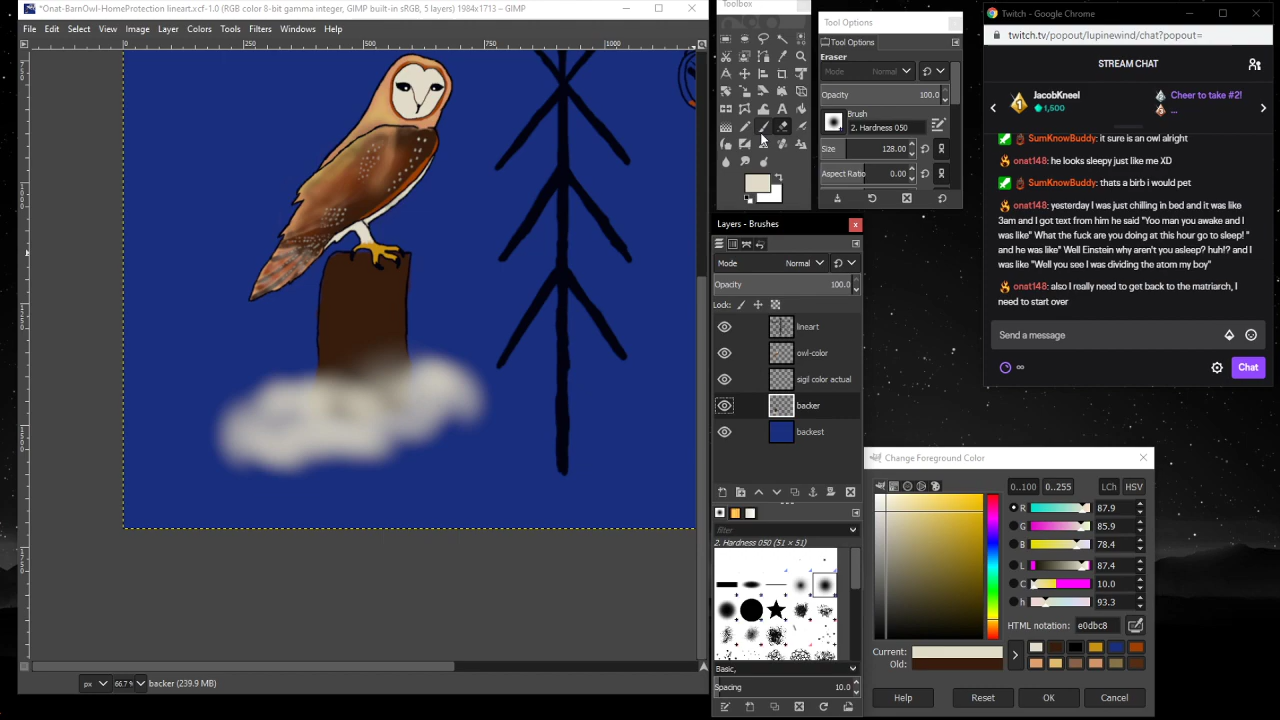 *Onat-BarnOwl-HomeProtection lineart.xcf-1.0 (RGB color 8-bit gamma integer, GIMP built-in sRGB, 5 layers) 1984x1713 – GIMP
File Edit Select View Image Layer Colors Tools Filters Windows Help
250 500 750 1000 1250 1500
px 66.7 % backer (239.9 MB)
Toolbox
Tool Options
Tool Options
Eraser
Mode Normal
Opacity 100.0
Brush
2. Hardness 050
Size 128.00
Aspect Ratio 0.00
Layers - Brushes
Mode Normal
Opacity 100.0
Lock:
lineart
owl-color
sigil color actual
backer
backest
filter
2. Hardness 050 (51 × 51)
Basic,
Spacing 10.0
Twitch - Google Chrome
twitch.tv/popout/lupinewind/chat?popout=
STREAM CHAT
1 JacobKneel
1,500
Cheer to take #2!
...
SumKnowBuddy: it sure is an owl alright
onat148: he looks sleepy just like me XD
SumKnowBuddy: thats a birb i would pet
onat148: yesterday I was just chilling in bed and it was like
3am and I got text from him he said "Yoo man you awake and I
was like" What the fuck are you doing at this hour go to sleep! "
and he was like" Well Einstein why aren't you asleep? huh!? and I
was like "Well you see I was dividing the atom my boy"
onat148: also I really need to get back to the matriarch, I
need to start over
Send a message
∞
Chat
Change Foreground Color
0..100 0..255 LCh HSV
R 87.9
G 85.9
B 78.4
L 87.4
C 10.0
h 93.3
HTML notation: e0dbc8
Current:
Old:
Help Reset OK Cancel